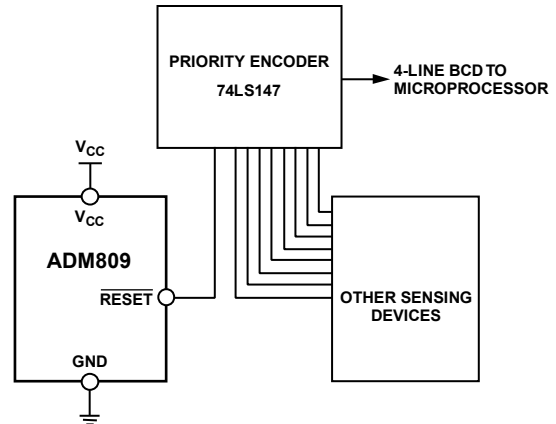 PRIORITY ENCODER
74LS147
4-LINE BCD TO
MICROPROCESSOR
VCC
VCC
ADM809
RESET
GND
OTHER SENSING
DEVICES